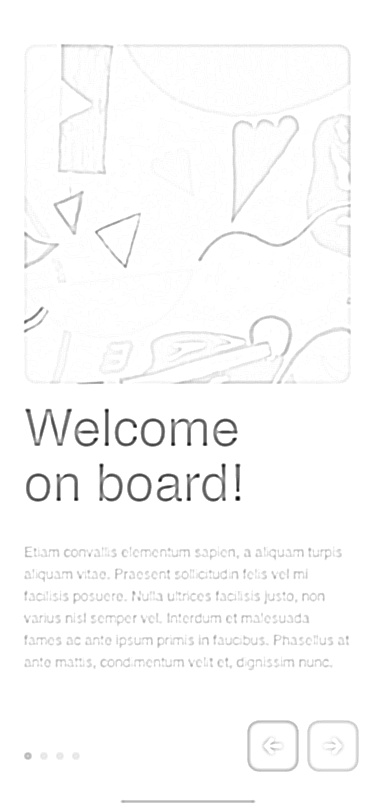 Welcome
on board!
Etiam convallis elementum sapien, a aliquam turpis
aliquam vitae. Praesent sollicitudin felis vel mi
facilisis posuere. Nulla ultrices facilisis justo, non
varius nisl semper vel. Interdum et malesuada
fames ac ante ipsum primis in faucibus. Phasellus at
ante mattis, condimentum velit et, dignissim nunc.